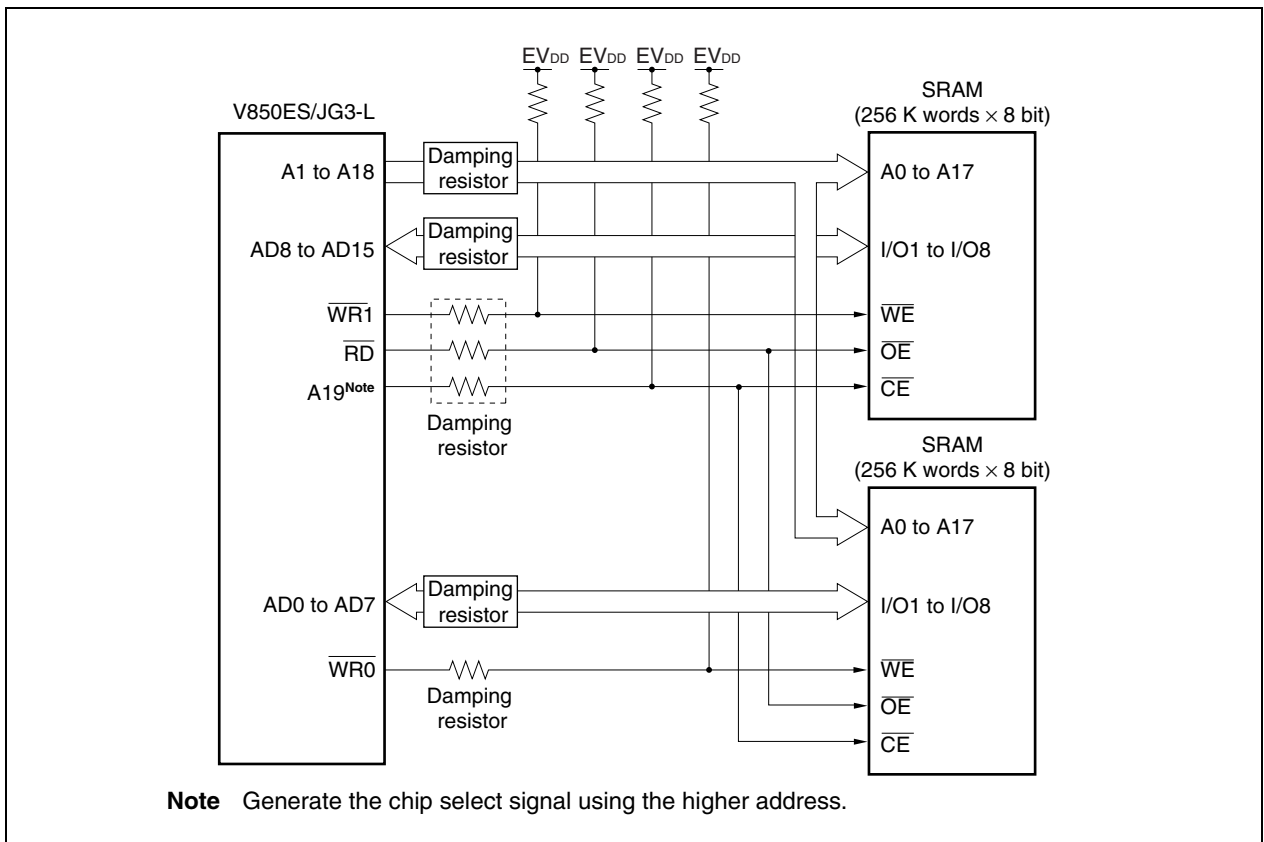 EVDD EVDD EVDD EVDD
V850ES/JG3-L
SRAM
(256 K words × 8 bit)
A1 to A18
Damping
resistor
A0 to A17
AD8 to AD15
Damping
resistor
I/O1 to I/O8
WR1
WE
RD
OE
A19Note
CE
Damping
resistor
SRAM
(256 K words × 8 bit)
A0 to A17
AD0 to AD7
Damping
resistor
I/O1 to I/O8
WR0
WE
Damping
resistor
OE
CE
Note Generate the chip select signal using the higher address.